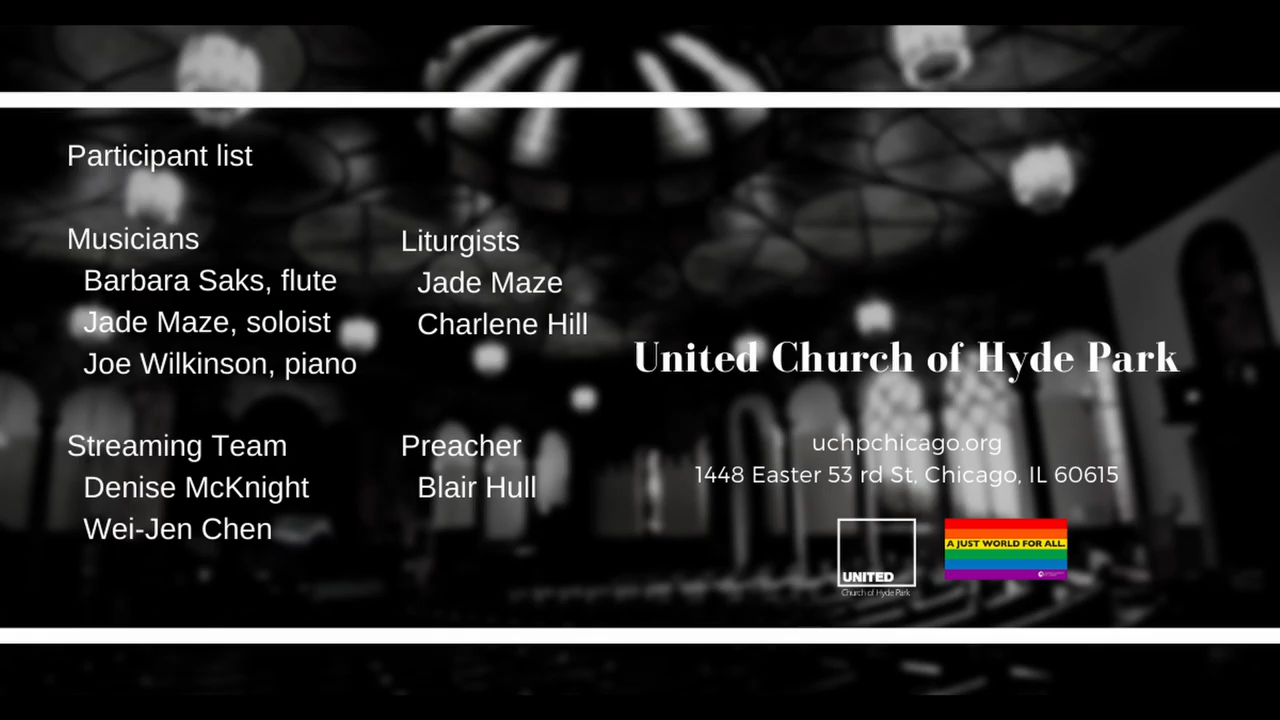 Participant list
Musicians
Barbara Saks, flute
Jade Maze, soloist
Joe Wilkinson, piano
Streaming Team
Denise McKnight
Wei-Jen Chen
Liturgists
Jade Maze
Charlene Hill
Preacher
Blair Hull
United Church of Hyde Park
uchpchicago.org
1448 Easter 53 rd St, Chicago, IL 60615
UNITED
Church of Hyde Park
A JUST WORLD FOR ALL.